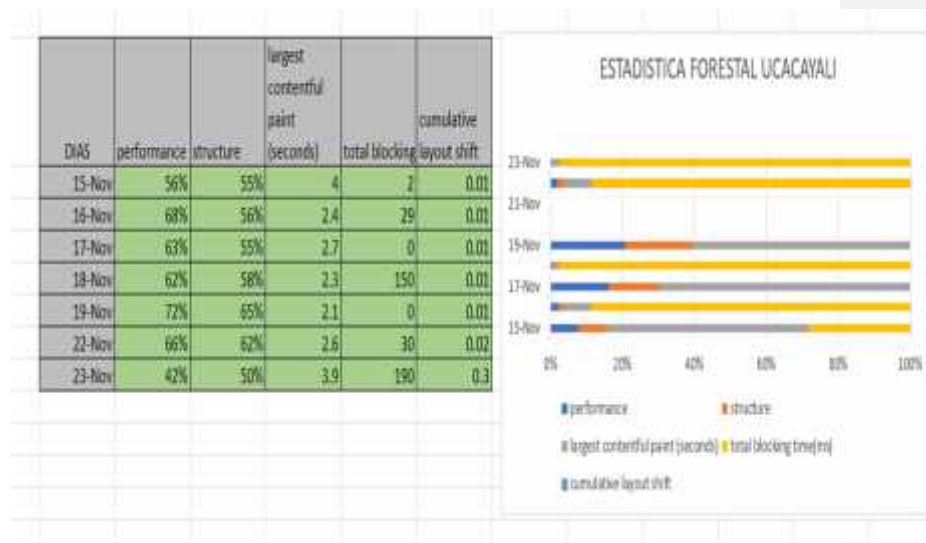 largest
contentful
paint cumulative
DIAS performance structure (seconds) total blocking layout shift
15-Nov 56% 55% 4 2 0.01
16-Nov 68% 56% 2.4 29 0.01
17-Nov 63% 55% 2.7 0 0.01
18-Nov 62% 58% 2.3 150 0.01
19-Nov 72% 65% 2.1 0 0.01
22-Nov 66% 62% 2.6 30 0.02
23-Nov 42% 50% 3.9 190 0.3
ESTADISTICA FORESTAL UCACAYALI
23-Nov
21-Nov
19-Nov
17-Nov
15-Nov
0% 20% 40% 60% 80% 100%
performance structure
largest contentful paint (seconds) total blocking time(ms)
cumulative layout shift